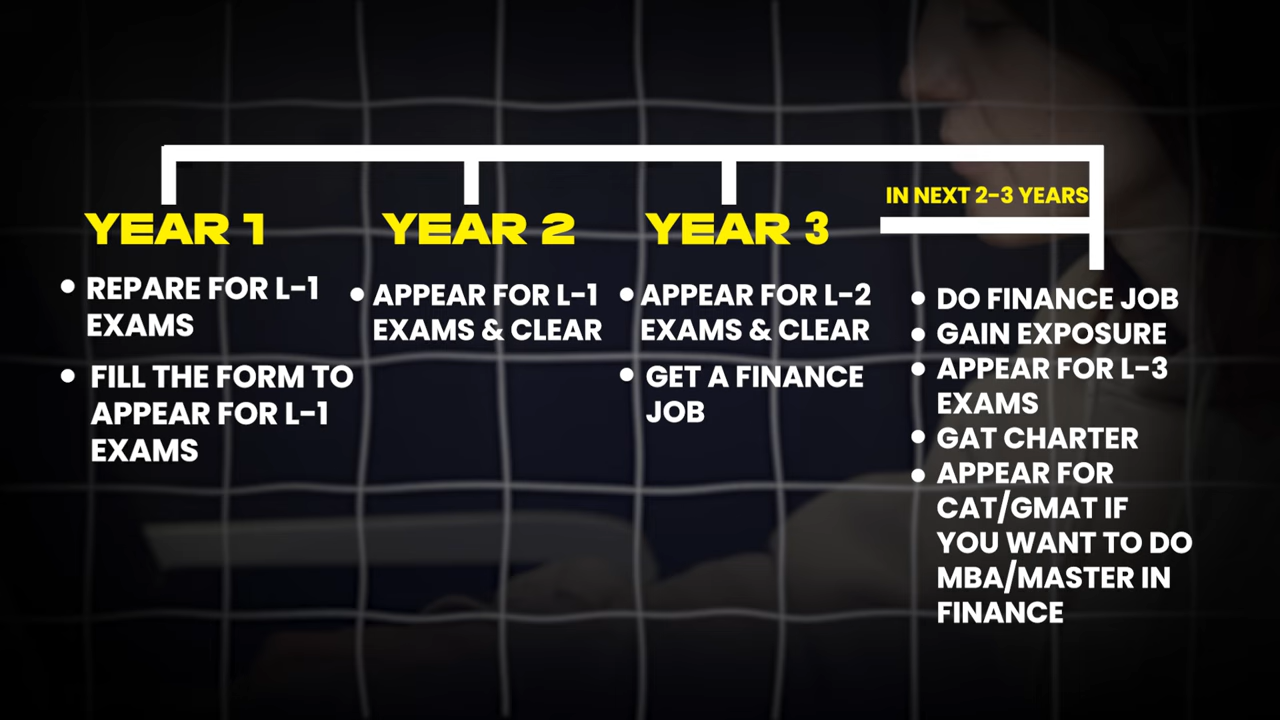 IN NEXT 2-3 YEARS
YEAR 1
YEAR 2
YEAR 3
• REPARE FOR L-1
EXAMS
• FILL THE FORM TO
APPEAR FOR L-1
EXAMS
• APPEAR FOR L-1
EXAMS & CLEAR
• APPEAR FOR L-2
EXAMS & CLEAR
• GET A FINANCE
JOB
• DO FINANCE JOB
• GAIN EXPOSURE
• APPEAR FOR L-3
EXAMS
• GAT CHARTER
• APPEAR FOR
CAT/GMAT IF
YOU WANT TO DO
MBA/MASTER IN
FINANCE